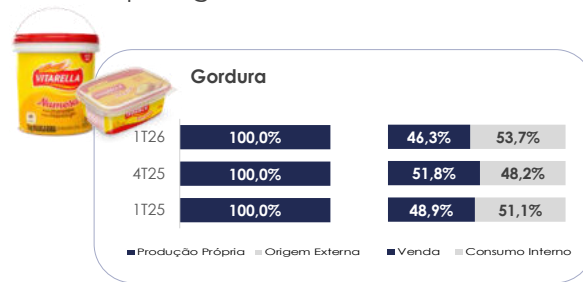 VITARELLA
Gordura
1T26 100,0% 46,3% 53,7%
4T25 100,0% 51,8% 48,2%
1T25 100,0% 48,9% 51,1%
Produção Própria Origem Externa Venda Consumo Interno